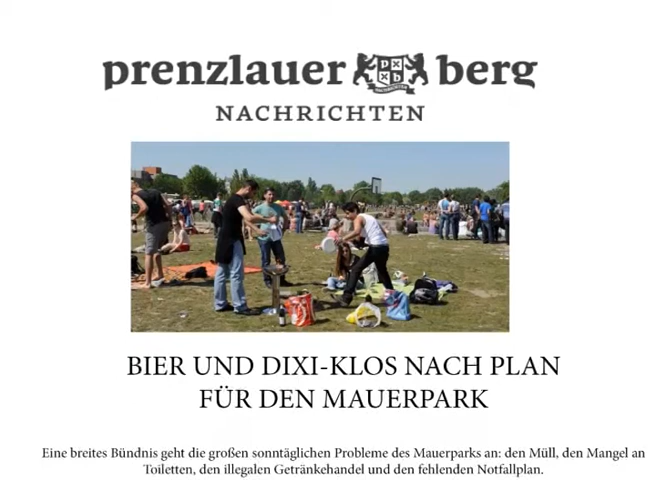 prenzlauer berg
NACHRICHTEN
BIER UND DIXI-KLOS NACH PLAN
FÜR DEN MAUERPARK
Eine breites Bündnis geht die großen sonntäglichen Probleme des Mauerparks an: den Müll, den Mangel an
Toiletten, den illegalen Getränkehandel und den fehlenden Notfallplan.